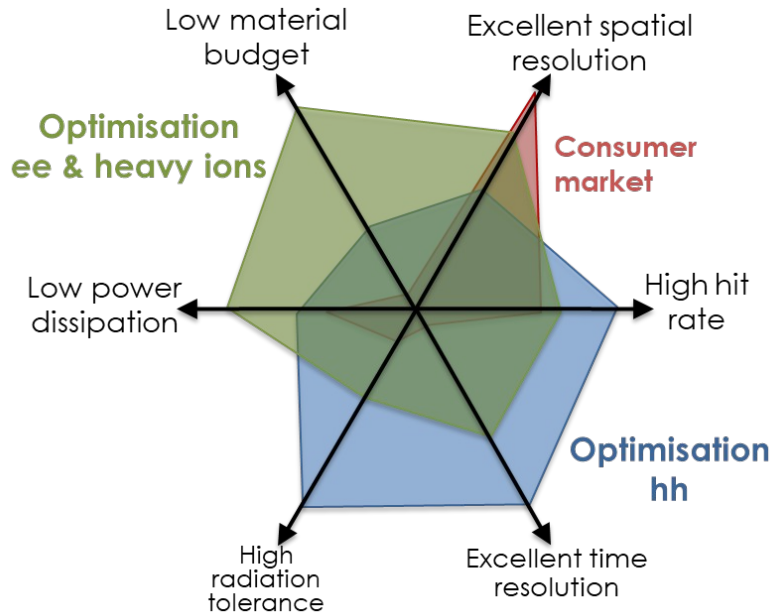 Low material
budget
Excellent spatial
resolution
Optimisation
ee & heavy ions
Consumer
market
Low power
dissipation
High hit
rate
Optimisation
hh
High
radiation
tolerance
Excellent time
resolution